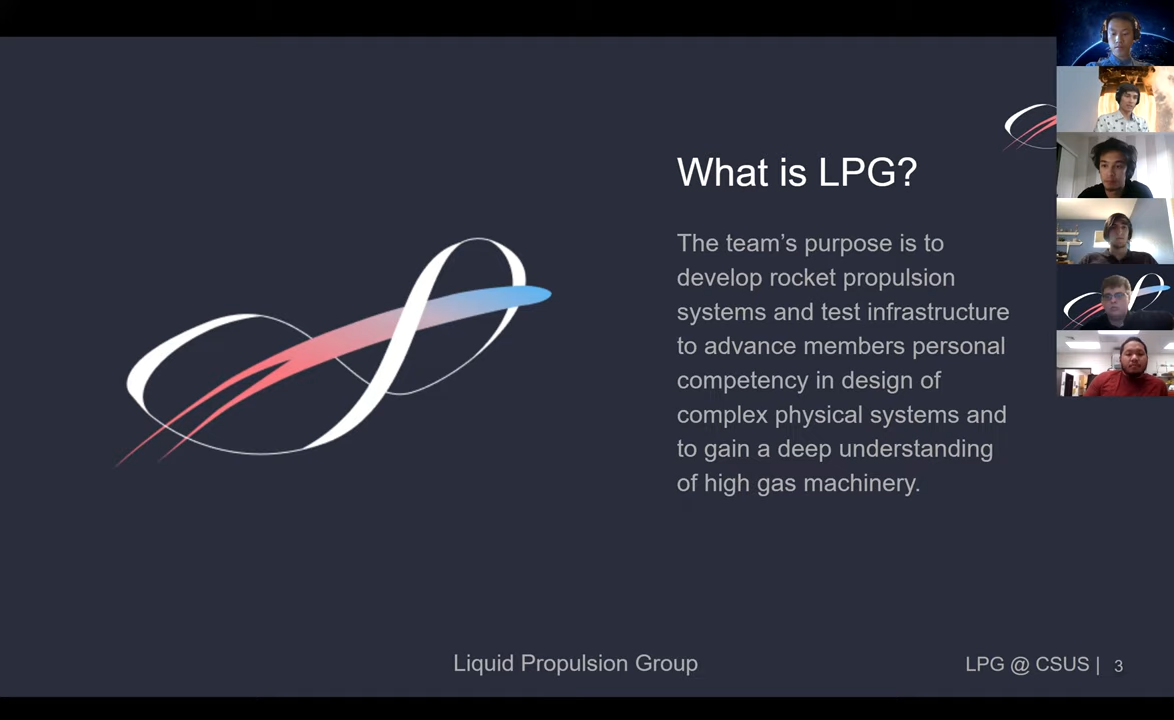 What is LPG?
The team’s purpose is to
develop rocket propulsion
systems and test infrastructure
to advance members personal
competency in design of
complex physical systems and
to gain a deep understanding
of high gas machinery.
Liquid Propulsion Group
LPG @ CSUS | 3